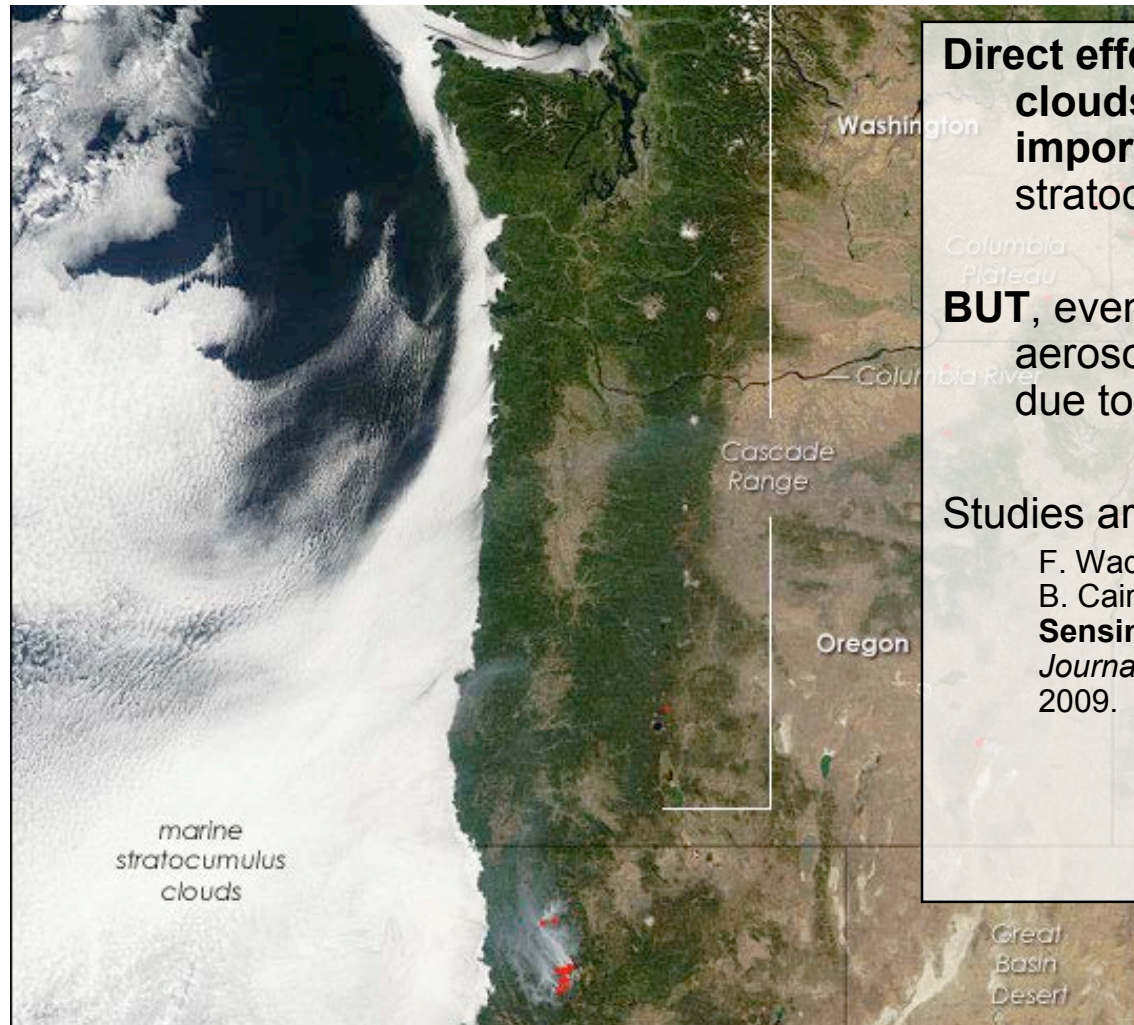 Washington
Columbia
Plateau
Columbia River
Cascade
Range
Oregon
marine
stratocumulus
clouds
Great
Basin
Desert
Direct effe
clouds
impor
stratoc
BUT, even
aeroso
due to
Studies ar
F. Wac
B. Cair
Sensin
Journa
2009.